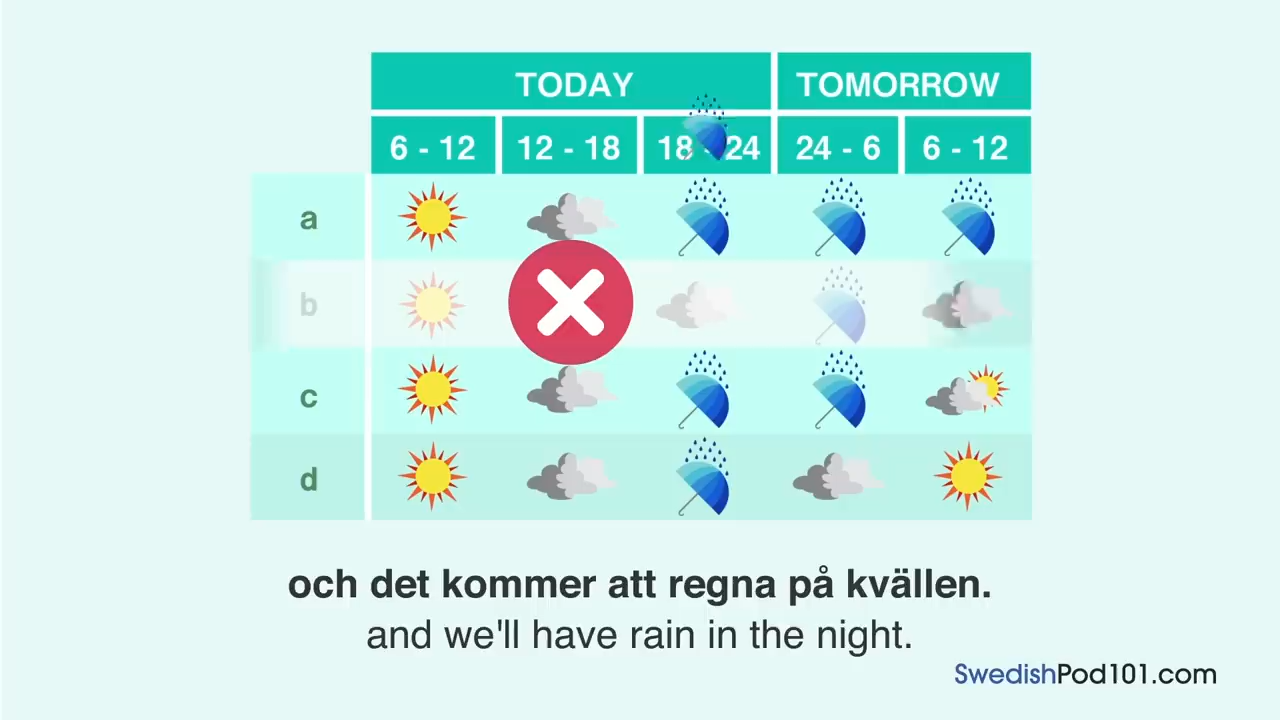 TODAY TOMORROW
6 - 12 12 - 18 18 - 24 24 - 6 6 - 12
a
b
c
d
och det kommer att regna på kvällen.
and we'll have rain in the night.
SwedishPod101.com